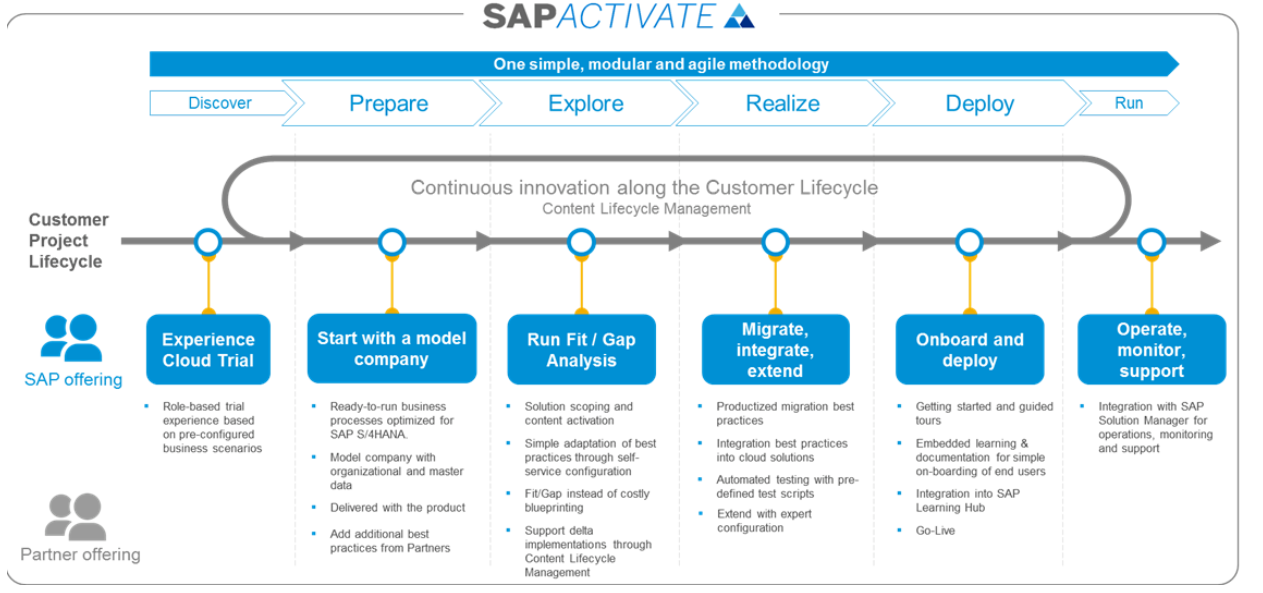 SAP ACTIVATE
One simple, modular and agile methodology
Discover
Prepare
Explore
Realize
Deploy
Run
Continuous innovation along the Customer Lifecycle
Content Lifecycle Management
Customer
Project
Lifecycle
SAP offering
Partner offering
Experience
Cloud Trial
Role-based trial
experience based
on pre-configured
business scenarios
Start with a model
company
Ready-to-run business
processes optimized for
SAP S/4HANA.
Model company with
organizational and master
data
Delivered with the product
Add additional best
practices from Partners
Run Fit / Gap
Analysis
Solution scoping and
content activation
Simple adaptation of best
practices through self-
service configuration
Fit/Gap instead of costly
blueprinting
Support delta
implementations through
Content Lifecycle
Management
Migrate,
integrate,
extend
Productized migration best
practices
Integration best practices
into cloud solutions
Automated testing with pre-
defined test scripts
Extend with expert
configuration
Onboard and
deploy
Getting started and guided
tours
Embedded learning &
documentation for simple
on-boarding of end users
Integration into SAP
Learning Hub
Go-Live
Operate,
monitor,
support
Integration with SAP
Solution Manager for
operations, monitoring
and support